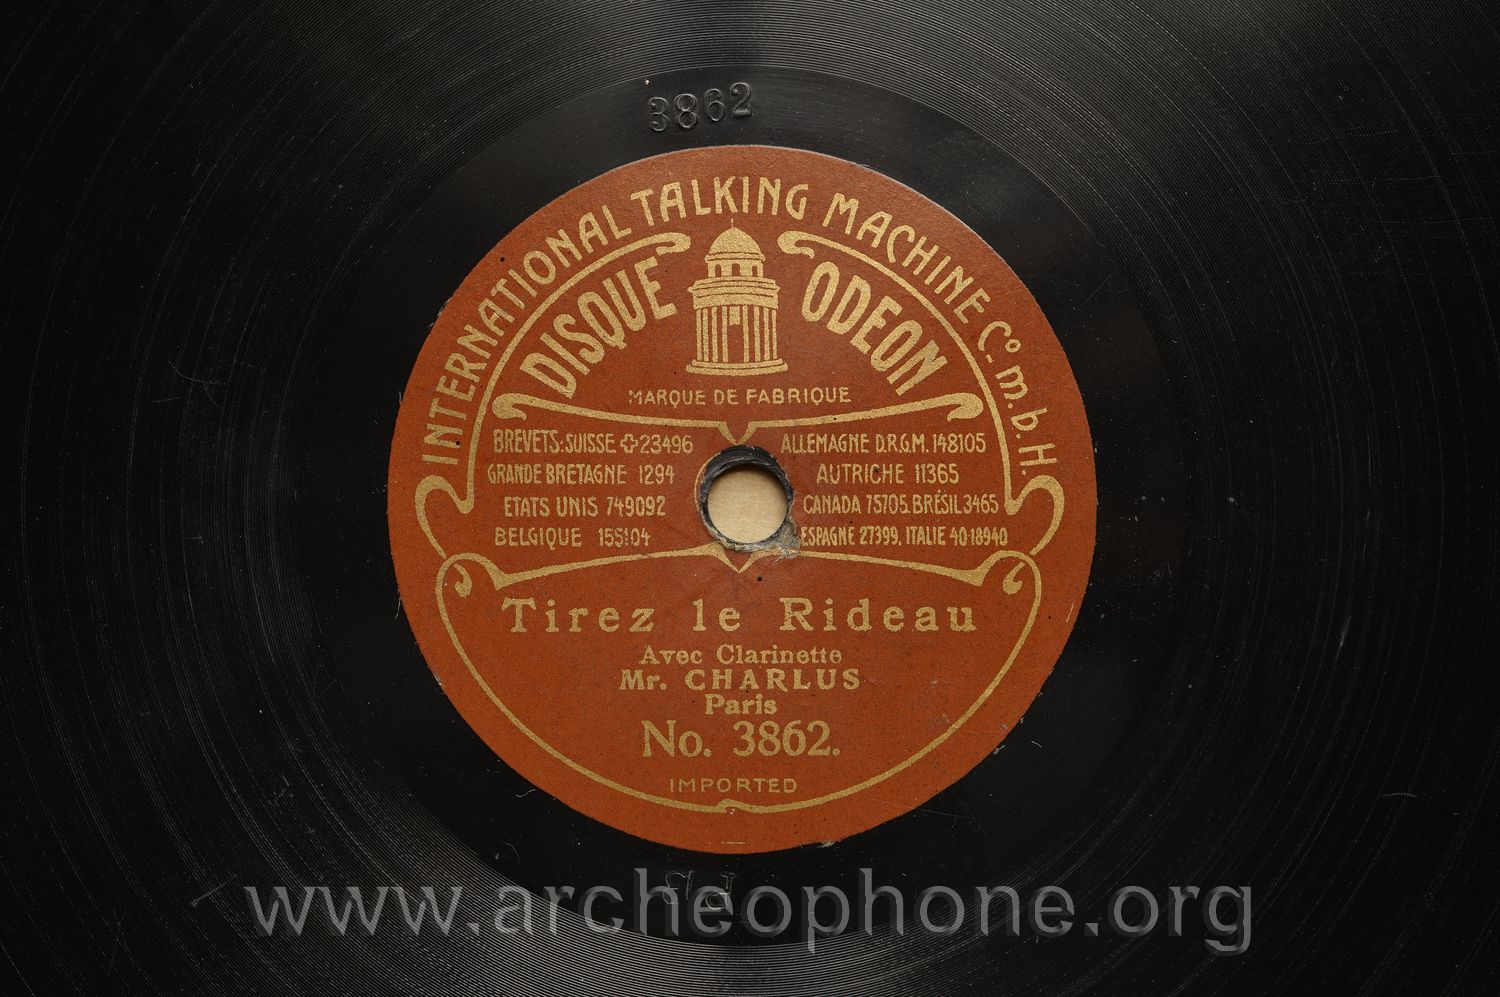 3862
INTERNATIONAL TALKING MACHINE Co. m. b. H.
DISQUE ODEON
MARQUE DE FABRIQUE
BREVETS: SUISSE ✚ 23496
GRANDE BRETAGNE 1294
ETATS UNIS 749092
BELGIQUE 155104
ALLEMAGNE D.R.G.M. 148105
AUTRICHE 11365
CANADA 75705. BRÉSIL 3465
ESPAGNE 27399, ITALIE 40-18940
Tirez le Rideau
Avec Clarinette
Mr. CHARLUS
Paris
No. 3862.
IMPORTED
www.archeophone.org